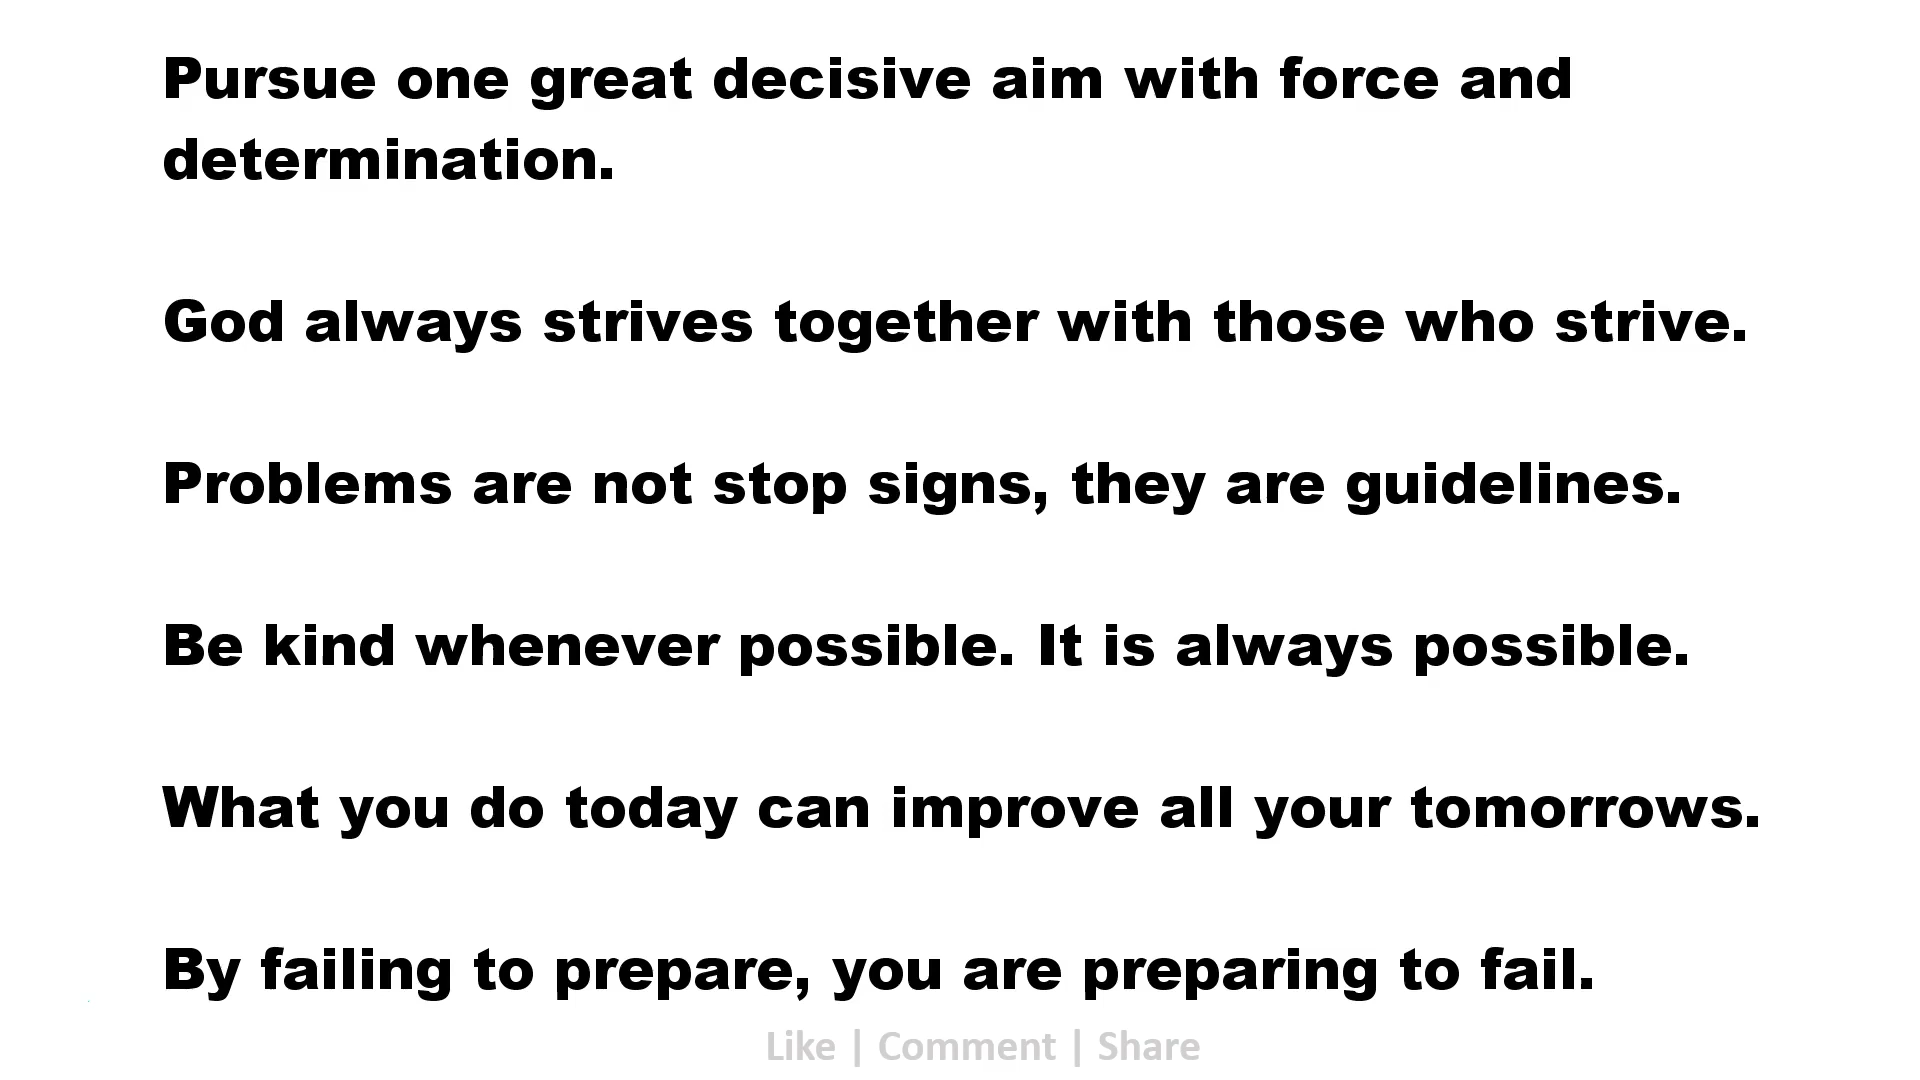 Pursue one great decisive aim with force and
determination.
God always strives together with those who strive.
Problems are not stop signs, they are guidelines.
Be kind whenever possible. It is always possible.
What you do today can improve all your tomorrows.
By failing to prepare, you are preparing to fail.
Like | Comment | Share